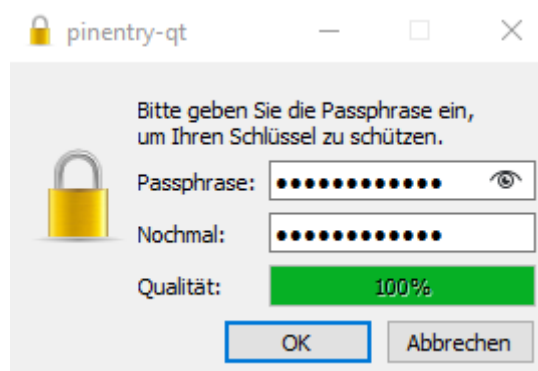 pinentry-qt
Bitte geben Sie die Passphrase ein,
um Ihren Schlüssel zu schützen.
Passphrase: ●●●●●●●●●●●●
Nochmal: ●●●●●●●●●●●●
Qualität: 100%
OK Abbrechen